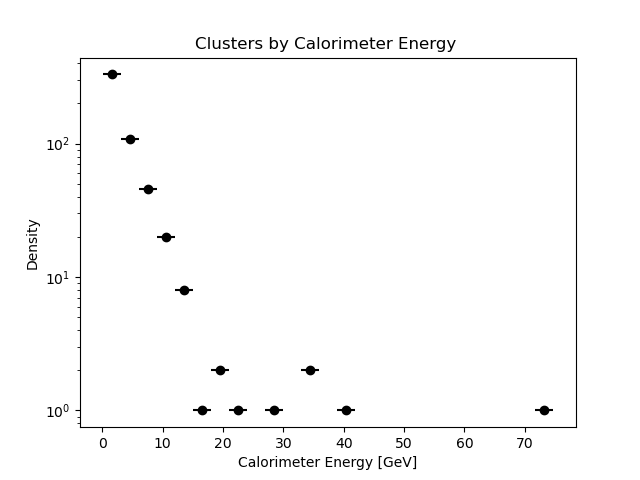 Clusters by Calorimeter Energy
Density
10²
10¹
10⁰
0 10 20 30 40 50 60 70
Calorimeter Energy [GeV]